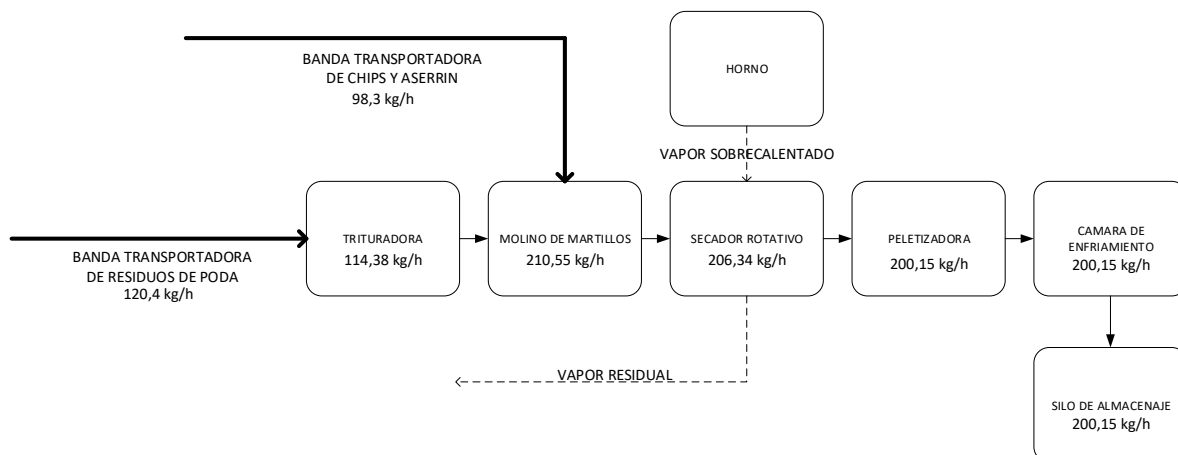 BANDA TRANSPORTADORA
DE CHIPS Y ASERRIN
98,3 kg/h
HORNO
VAPOR SOBRECALENTADO
BANDA TRANSPORTADORA
DE RESIDUOS DE PODA
120,4 kg/h
TRITURADORA
114,38 kg/h
MOLINO DE MARTILLOS
210,55 kg/h
SECADOR ROTATIVO
206,34 kg/h
PELETIZADORA
200,15 kg/h
CAMARA DE
ENFRIAMIENTO
200,15 kg/h
VAPOR RESIDUAL
SILO DE ALMACENAJE
200,15 kg/h